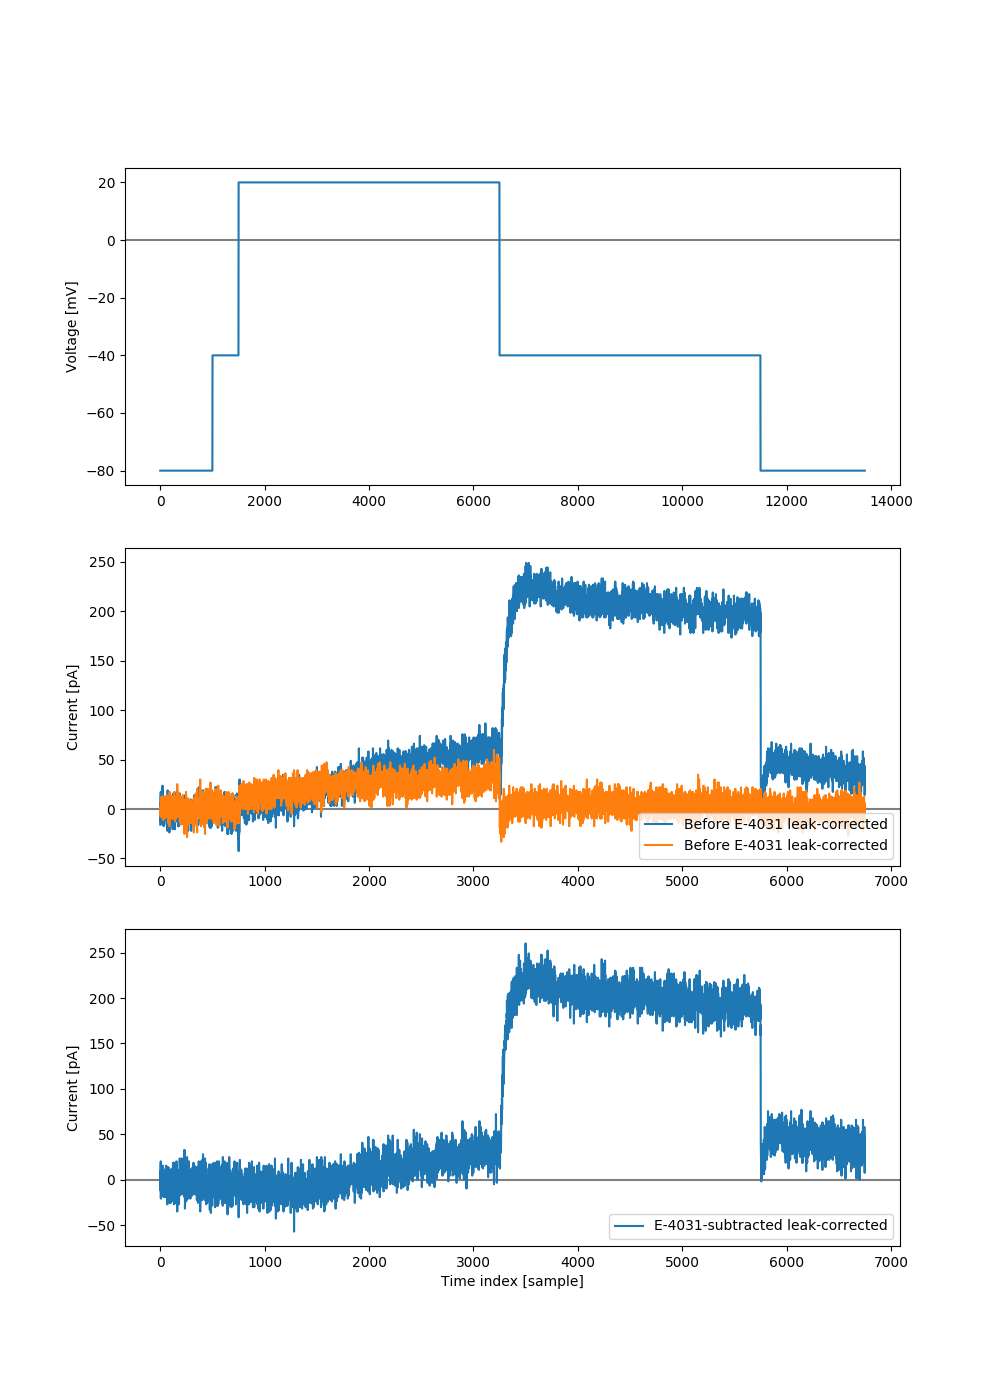 20
0
−20
−40
−60
−80
Voltage [mV]
0 2000 4000 6000 8000 10000 12000 14000
250
200
150
100
50
0
−50
Current [pA]
Before E-4031 leak-corrected
Before E-4031 leak-corrected
0 1000 2000 3000 4000 5000 6000 7000
250
200
150
100
50
0
−50
Current [pA]
E-4031-subtracted leak-corrected
0 1000 2000 3000 4000 5000 6000 7000
Time index [sample]